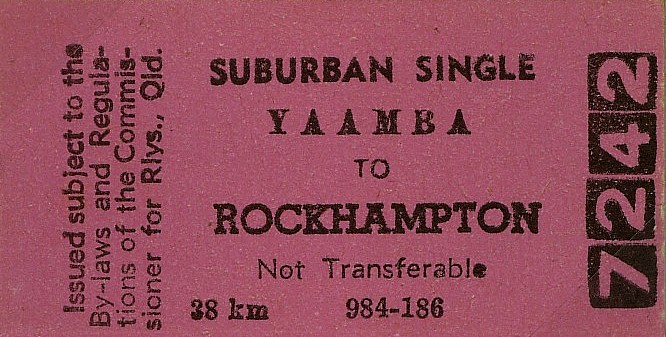 Issued subject to the
By-laws and Regula-
tions of the Commis-
sioner for Rlys., Qld.
SUBURBAN SINGLE
YAAMBA
TO
ROCKHAMPTON
Not Transferable
38 km 984-186
7242